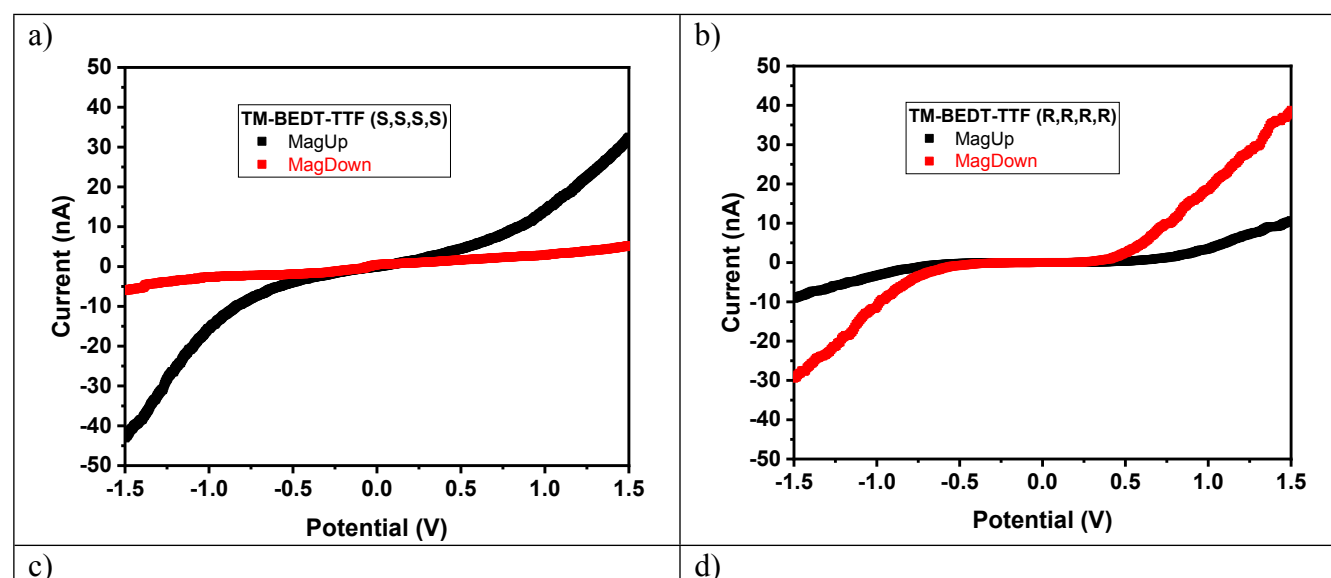 a)
50
40
30
20
10
0
-10
-20
-30
-40
-50
Current (nA)
TM-BEDT-TTF (S,S,S,S)
MagUp
MagDown
-1.5 -1.0 -0.5 0.0 0.5 1.0 1.5
Potential (V)
b)
50
40
30
20
10
0
-10
-20
-30
-40
-50
Current (nA)
TM-BEDT-TTF (R,R,R,R)
MagUp
MagDown
-1.5 -1.0 -0.5 0.0 0.5 1.0 1.5
Potential (V)
c)
d)